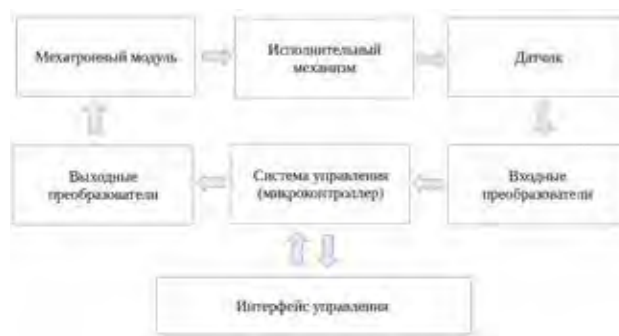 Мехатронный модуль
Исполнительный
механизм
Датчик
Выходные
преобразователи
Система управления
(микроконтроллер)
Входные
преобразователи
Интерфейс управления